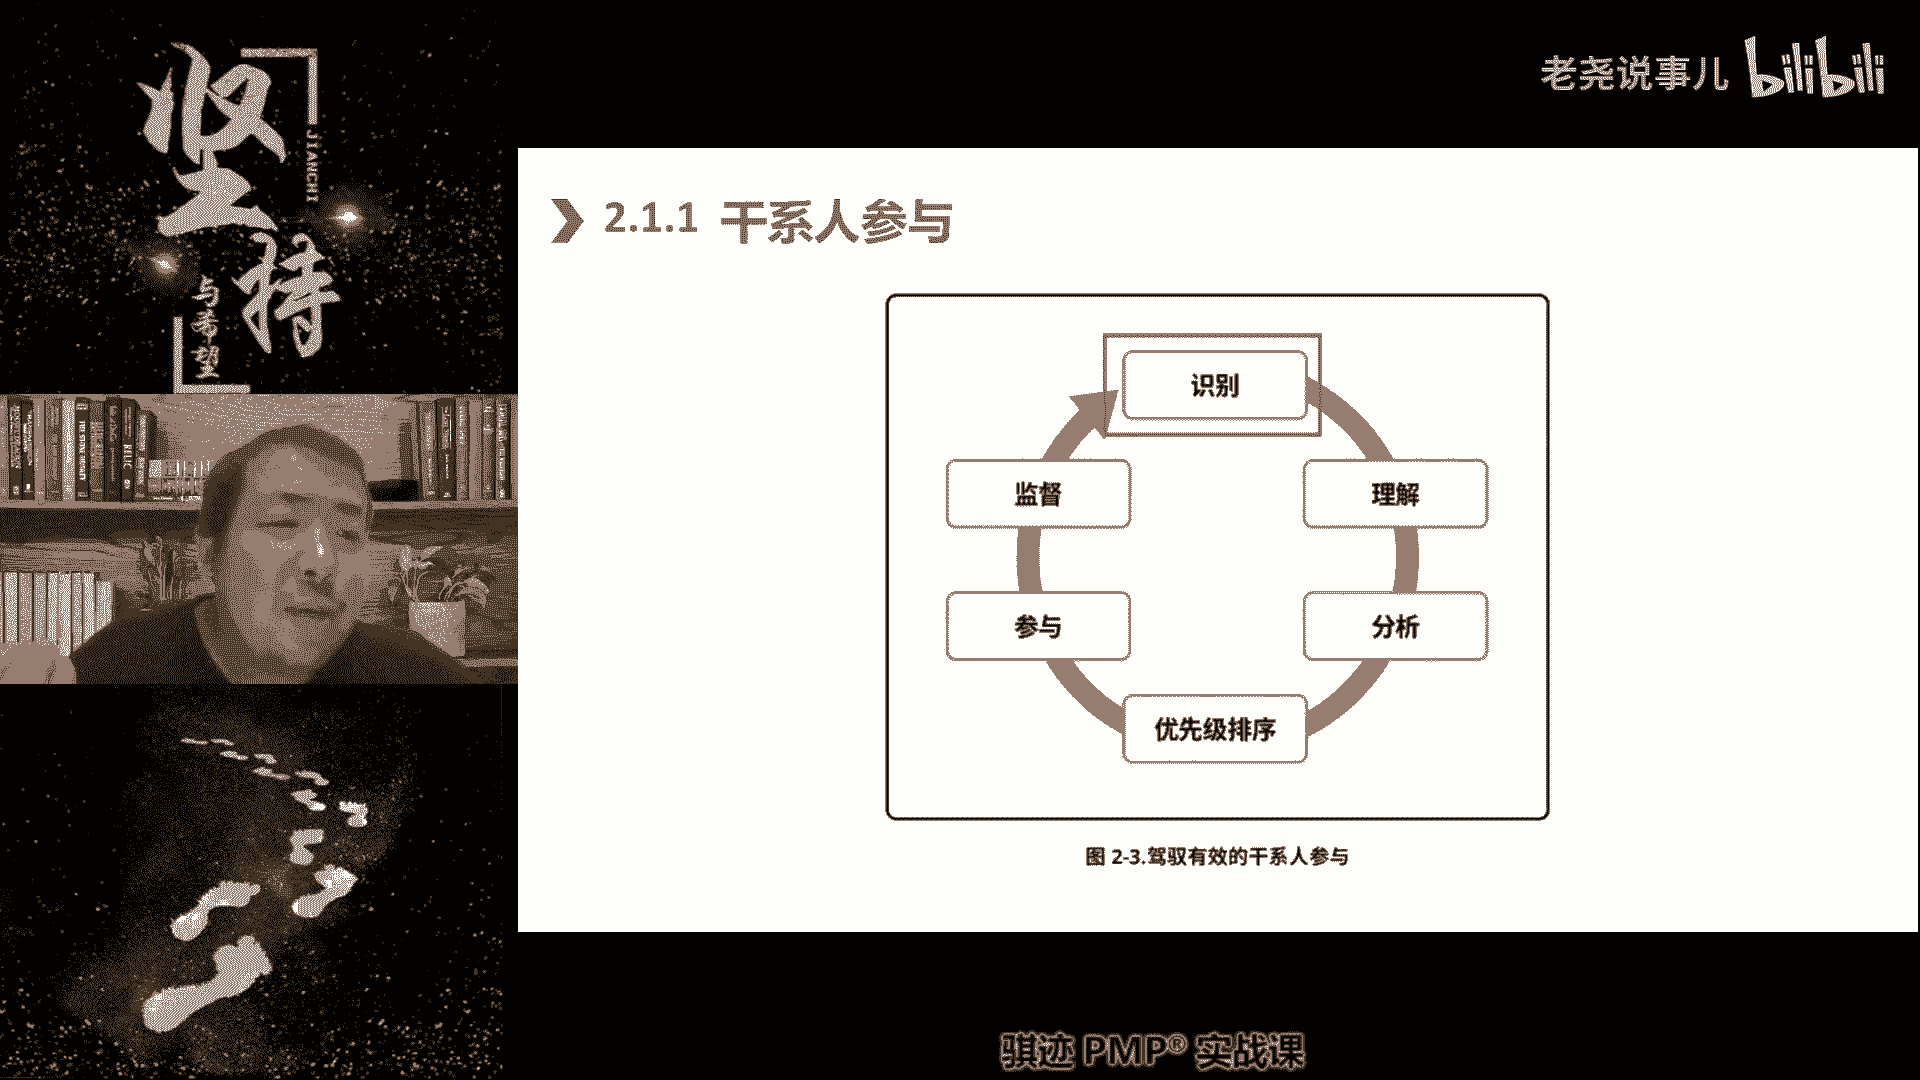 坚持
JIANCHI
与希望
老尧说事儿 bilibili
2.1.1 干系人参与
识别
监督
理解
参与
分析
优先级排序
图 2-3.驾驭有效的干系人参与
骐迹 PMP® 实战课